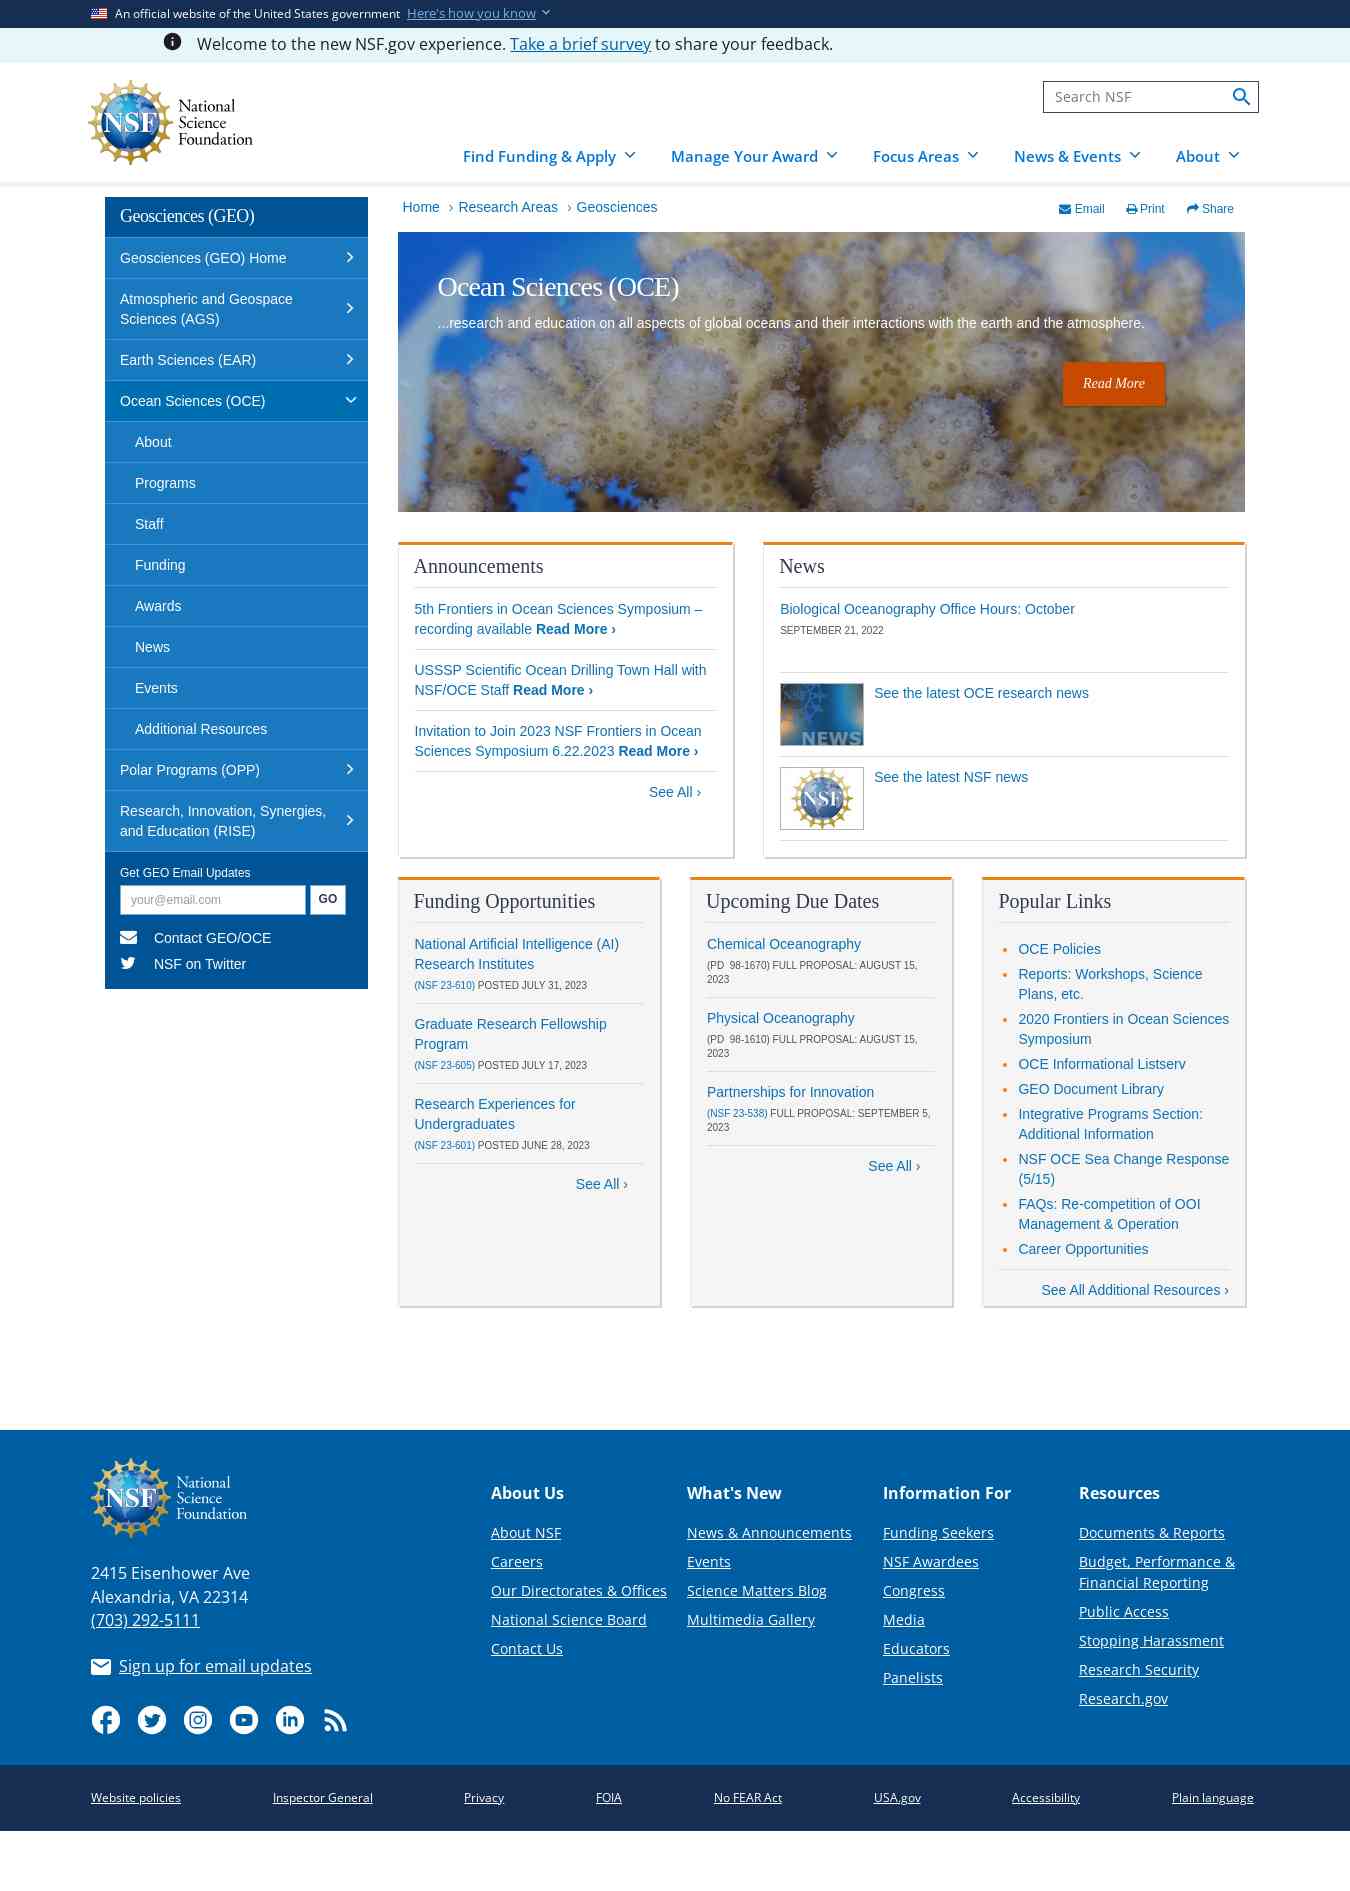 An official website of the United States government Here's how you know
Welcome to the new NSF.gov experience. Take a brief survey to share your feedback.
NSF
National
Science
Foundation
Search NSF
Find Funding & Apply Manage Your Award Focus Areas News & Events About
Geosciences (GEO)
Geosciences (GEO) Home
Atmospheric and Geospace
Sciences (AGS)
Earth Sciences (EAR)
Ocean Sciences (OCE)
About
Programs
Staff
Funding
Awards
News
Events
Additional Resources
Polar Programs (OPP)
Research, Innovation, Synergies,
and Education (RISE)
Get GEO Email Updates
your@email.com GO
Contact GEO/OCE
NSF on Twitter
Home › Research Areas › Geosciences
Email Print Share
Ocean Sciences (OCE)
...research and education on all aspects of global oceans and their interactions with the earth and the atmosphere.
Read More
Announcements
5th Frontiers in Ocean Sciences Symposium –
recording available Read More ›
USSSP Scientific Ocean Drilling Town Hall with
NSF/OCE Staff Read More ›
Invitation to Join 2023 NSF Frontiers in Ocean
Sciences Symposium 6.22.2023 Read More ›
See All ›
News
Biological Oceanography Office Hours: October
SEPTEMBER 21, 2022
NSF
NEWS
See the latest OCE research news
NSF
See the latest NSF news
Funding Opportunities
National Artificial Intelligence (AI)
Research Institutes
(NSF 23-610) POSTED JULY 31, 2023
Graduate Research Fellowship
Program
(NSF 23-605) POSTED JULY 17, 2023
Research Experiences for
Undergraduates
(NSF 23-601) POSTED JUNE 28, 2023
See All ›
Upcoming Due Dates
Chemical Oceanography
(PD 98-1670) FULL PROPOSAL: AUGUST 15,
2023
Physical Oceanography
(PD 98-1610) FULL PROPOSAL: AUGUST 15,
2023
Partnerships for Innovation
(NSF 23-538) FULL PROPOSAL: SEPTEMBER 5,
2023
See All ›
Popular Links
OCE Policies
Reports: Workshops, Science
Plans, etc.
2020 Frontiers in Ocean Sciences
Symposium
OCE Informational Listserv
GEO Document Library
Integrative Programs Section:
Additional Information
NSF OCE Sea Change Response
(5/15)
FAQs: Re-competition of OOI
Management & Operation
Career Opportunities
See All Additional Resources ›
NSF
National
Science
Foundation
2415 Eisenhower Ave
Alexandria, VA 22314
(703) 292-5111
Sign up for email updates
About Us
About NSF
Careers
Our Directorates & Offices
National Science Board
Contact Us
What's New
News & Announcements
Events
Science Matters Blog
Multimedia Gallery
Information For
Funding Seekers
NSF Awardees
Congress
Media
Educators
Panelists
Resources
Documents & Reports
Budget, Performance &
Financial Reporting
Public Access
Stopping Harassment
Research Security
Research.gov
Website policies Inspector General Privacy FOIA No FEAR Act USA.gov Accessibility Plain language